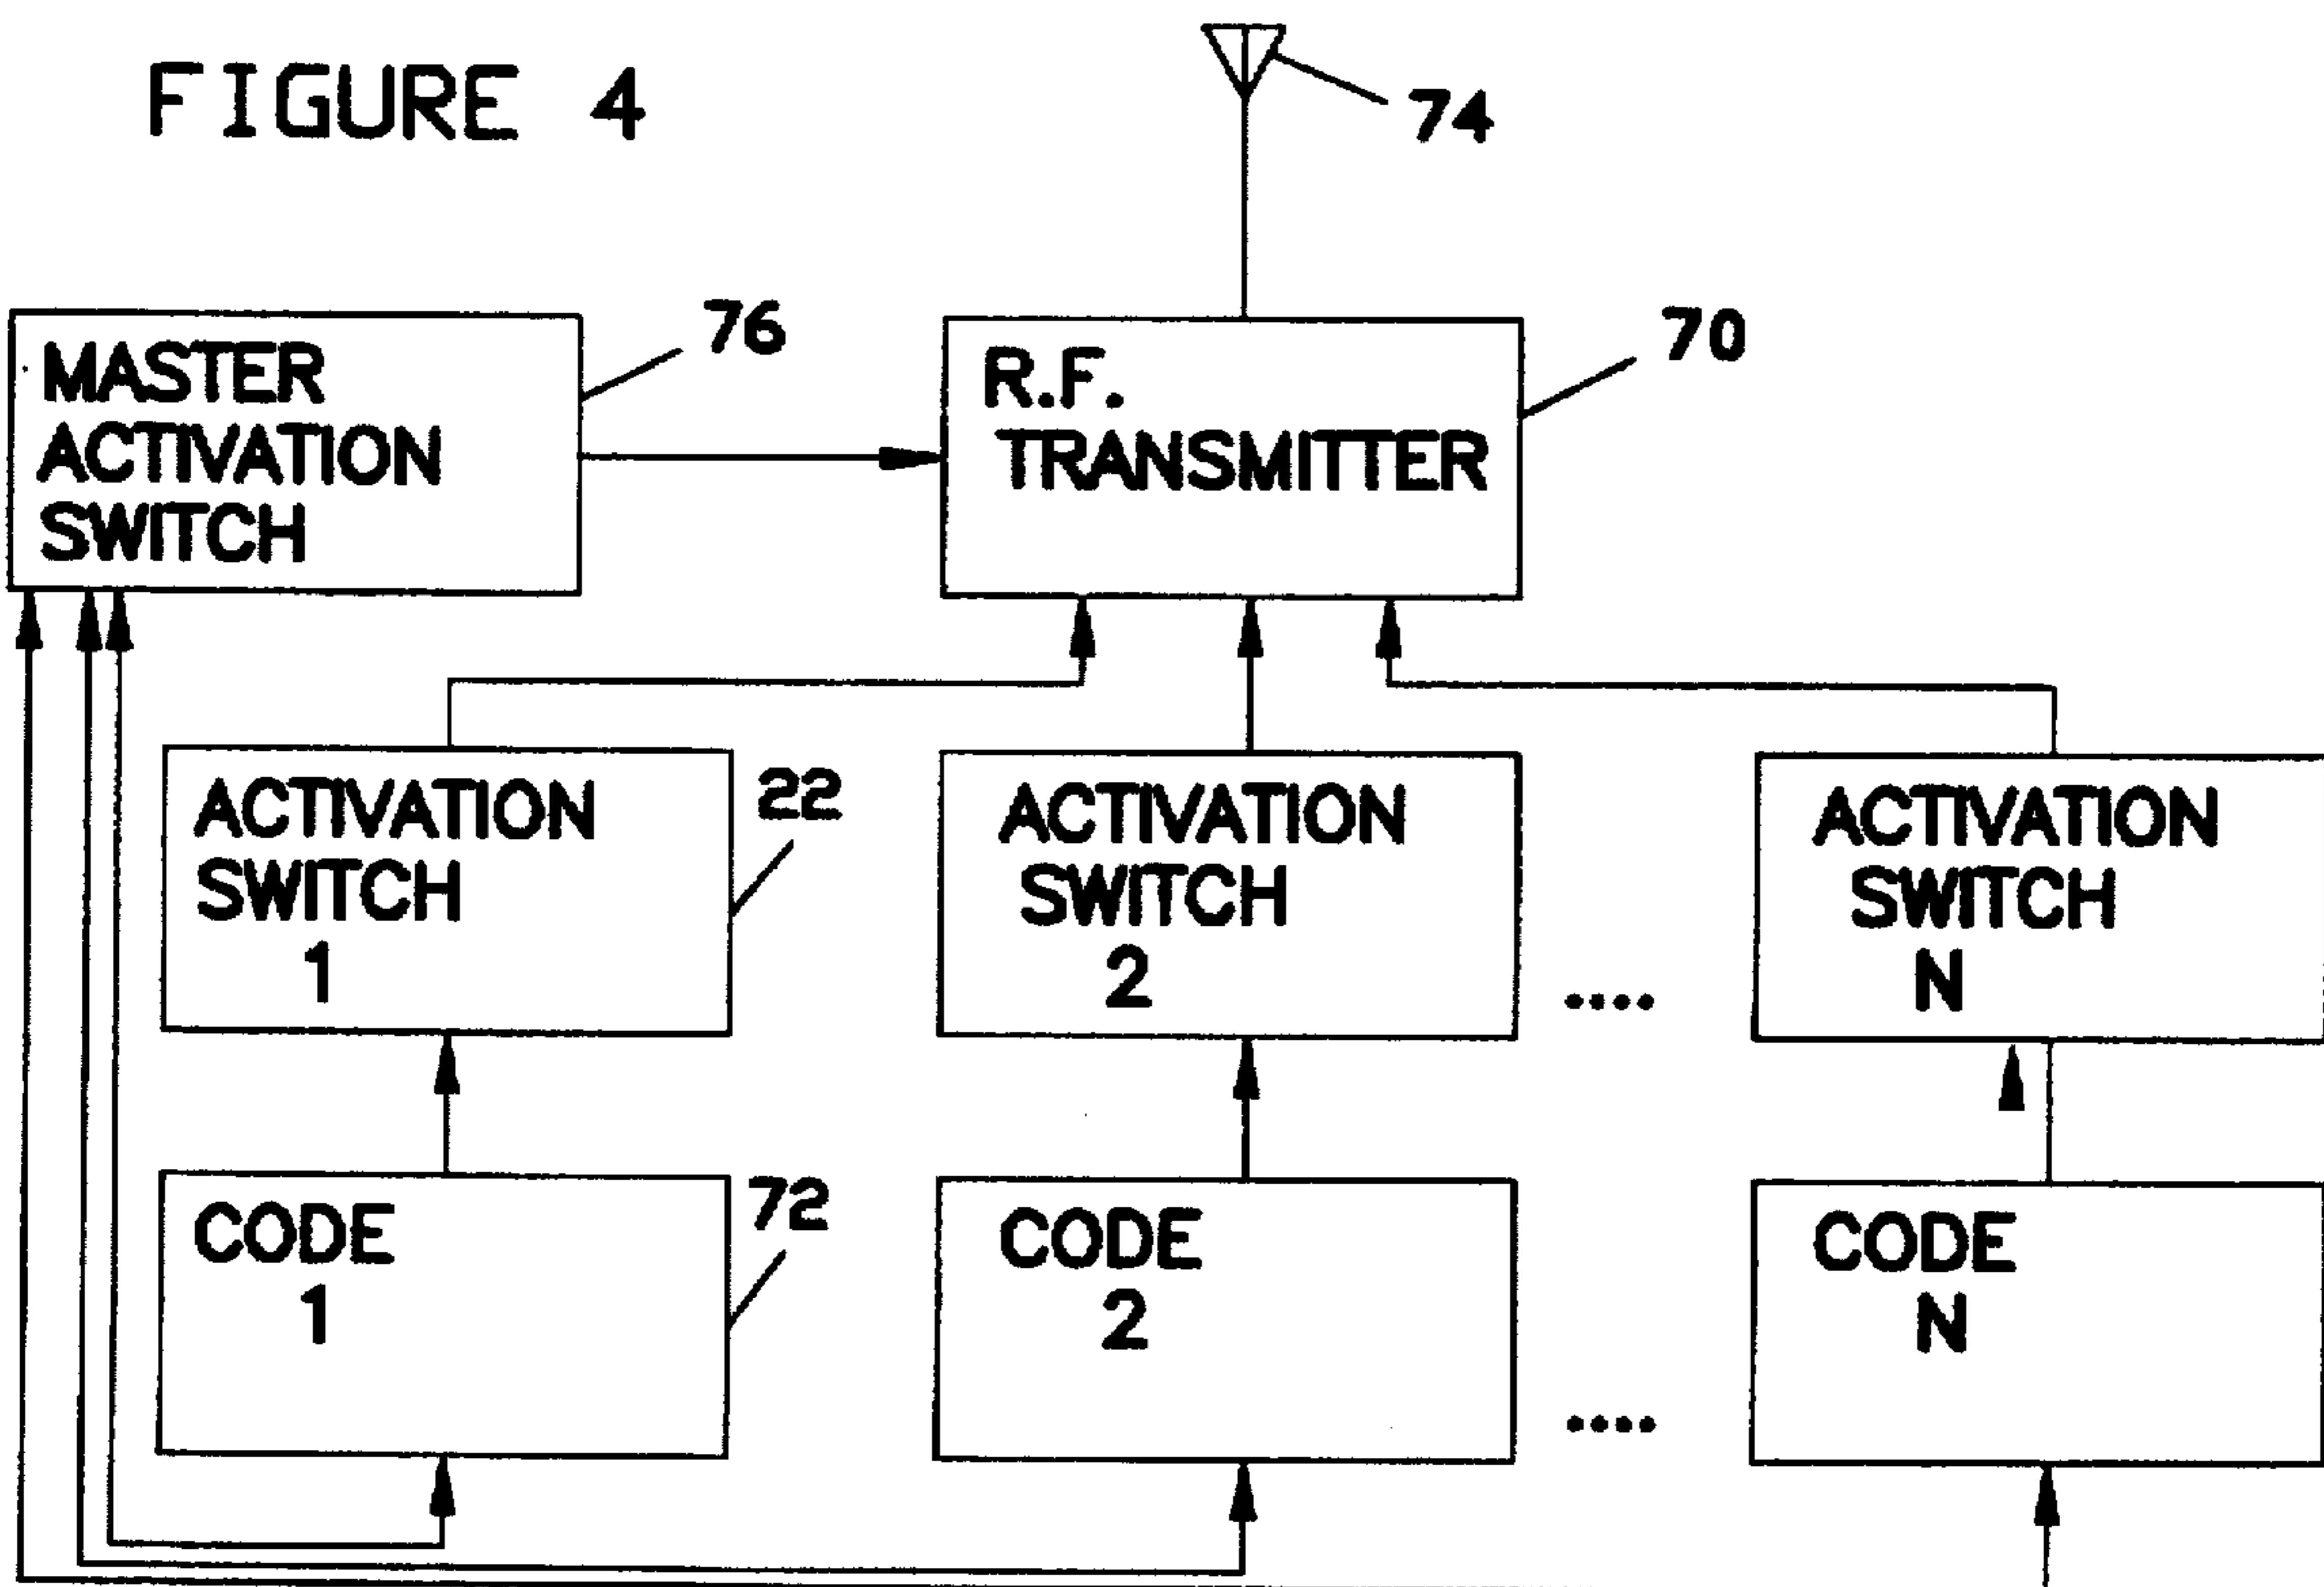 FIGURE 4
74
MASTER
ACTIVATION
SWITCH
76
R.F.
TRANSMITTER
70
ACTIVATION
SWITCH
1
22
ACTIVATION
SWITCH
2
....
ACTIVATION
SWITCH
N
CODE
1
72
CODE
2
....
CODE
N